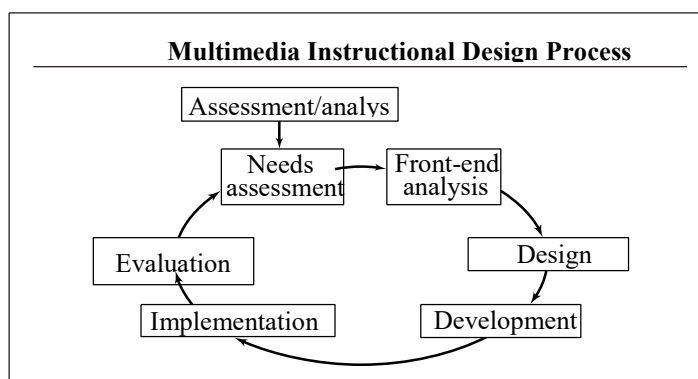 Multimedia Instructional Design Process
Assessment/analys
Needs
assessment
Front-end
analysis
Evaluation
Design
Implementation
Development